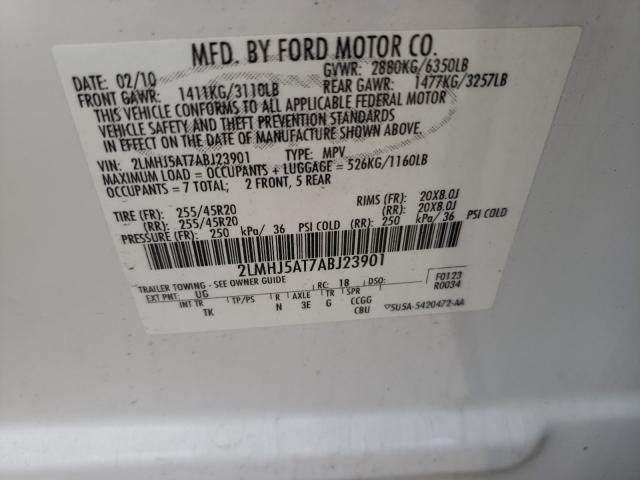 MFD. BY FORD MOTOR CO.
DATE: 02/10 GVWR: 2880KG/6350LB
FRONT GAWR: 1411KG/3110LB REAR GAWR: 1477KG/3257LB
THIS VEHICLE CONFORMS TO ALL APPLICABLE FEDERAL MOTOR
VEHICLE SAFETY AND THEFT PREVENTION STANDARDS
IN EFFECT ON THE DATE OF MANUFACTURE SHOWN ABOVE.
VIN: 2LMHJ5AT7ABJ23901 TYPE: MPV
MAXIMUM LOAD = OCCUPANTS + LUGGAGE = 526KG/1160LB
OCCUPANTS = 7 TOTAL; 2 FRONT, 5 REAR
TIRE (FR): 255/45R20 RIMS (FR): 20X8.0J
(RR): 255/45R20 (RR): 20X8.0J
PRESSURE (FR): 250 kPa/ 36 PSI COLD (RR): 250 kPa/ 36 PSI COLD
2LMHJ5AT7ABJ23901
TRAILER TOWING - SEE OWNER GUIDE RC: 18 DSO: F0123
EXT PNT: UG R0034
INT TR TP/PS R AXLE TR SPR
TK N 3E G CCGG
CBU 5U5A-5420472-AA